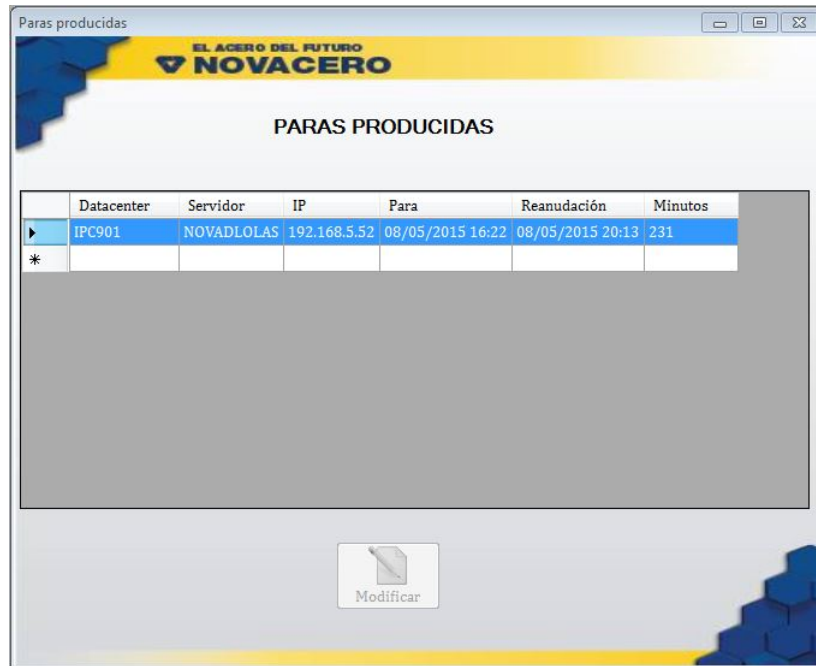 Paras producidas
EL ACERO DEL FUTURO
NOVACERO
PARAS PRODUCIDAS
Datacenter Servidor IP Para Reanudación Minutos
IPC901 NOVADLOLAS 192.168.5.52 08/05/2015 16:22 08/05/2015 20:13 231
Modificar